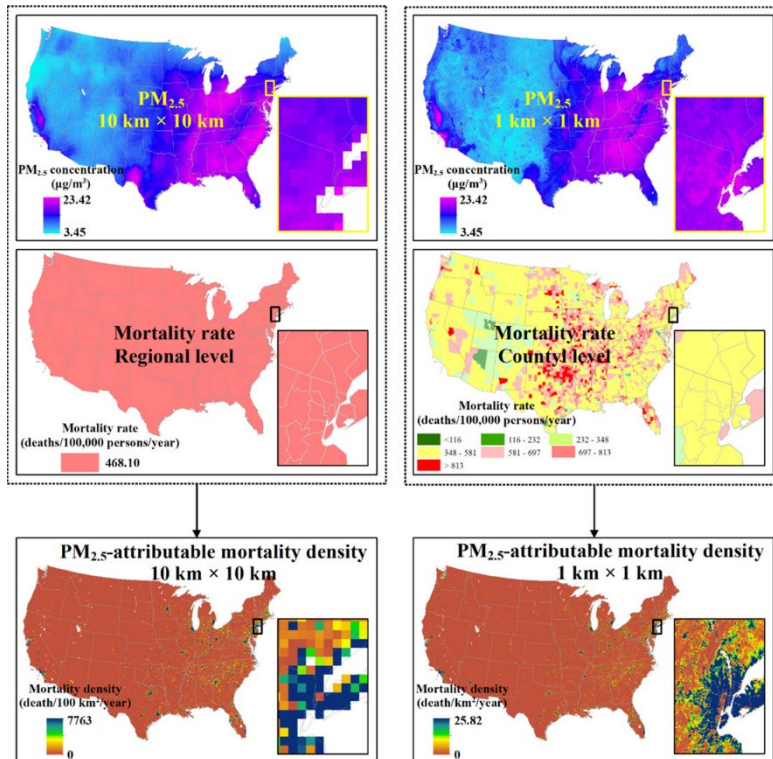 PM2.5
10 km × 10 km
PM2.5 concentration
(µg/m³)
23.42
3.45
PM2.5
1 km × 1 km
PM2.5 concentration
(µg/m³)
23.42
3.45
Mortality rate
Regional level
Mortality rate
(deaths/100,000 persons/year)
468.10
Mortality rate
Countyl level
Mortality rate
(deaths/100,000 persons/year)
<116
116 - 232
232 - 348
348 - 581
581 - 697
697 - 813
> 813
PM2.5-attributable mortality density
10 km × 10 km
Mortality density
(death/100 km²/year)
7763
0
PM2.5-attributable mortality density
1 km × 1 km
Mortality density
(death/km²/year)
25.82
0